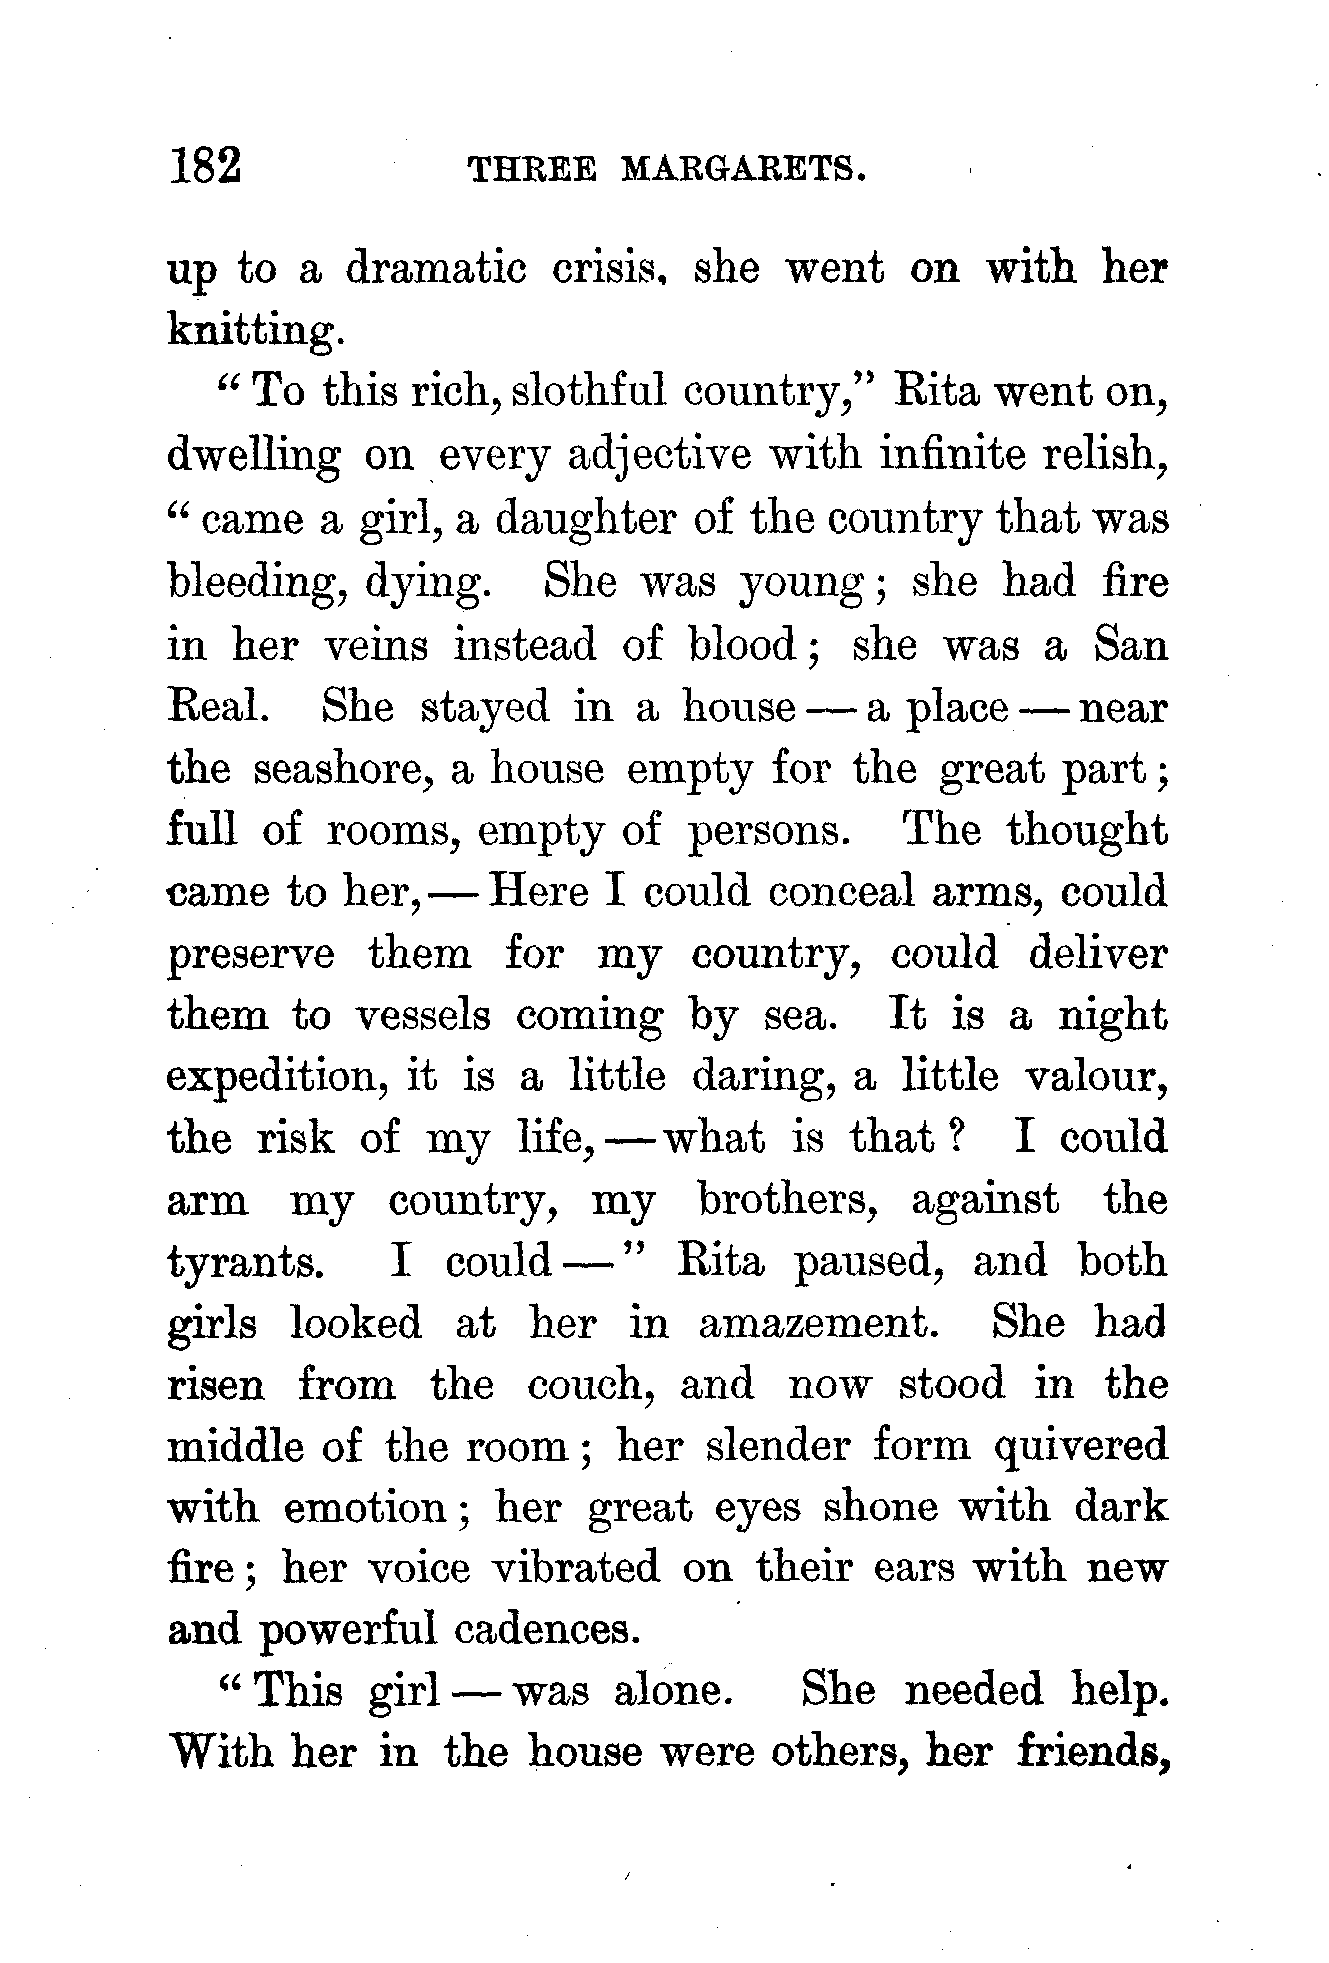 182 THREE MARGARETS.
up to a dramatic crisis, she went on with her
knitting.
“ To this rich, slothful country,” Rita went on,
dwelling on every adjective with infinite relish,
“ came a girl, a daughter of the country that was
bleeding, dying. She was young ; she had fire
in her veins instead of blood ; she was a San
Real. She stayed in a house — a place — near
the seashore, a house empty for the great part ;
full of rooms, empty of persons. The thought
came to her, — Here I could conceal arms, could
preserve them for my country, could deliver
them to vessels coming by sea. It is a night
expedition, it is a little daring, a little valour,
the risk of my life, — what is that ? I could
arm my country, my brothers, against the
tyrants. I could — ” Rita paused, and both
girls looked at her in amazement. She had
risen from the couch, and now stood in the
middle of the room ; her slender form quivered
with emotion ; her great eyes shone with dark
fire ; her voice vibrated on their ears with new
and powerful cadences.
“ This girl — was alone. She needed help.
With her in the house were others, her friends,